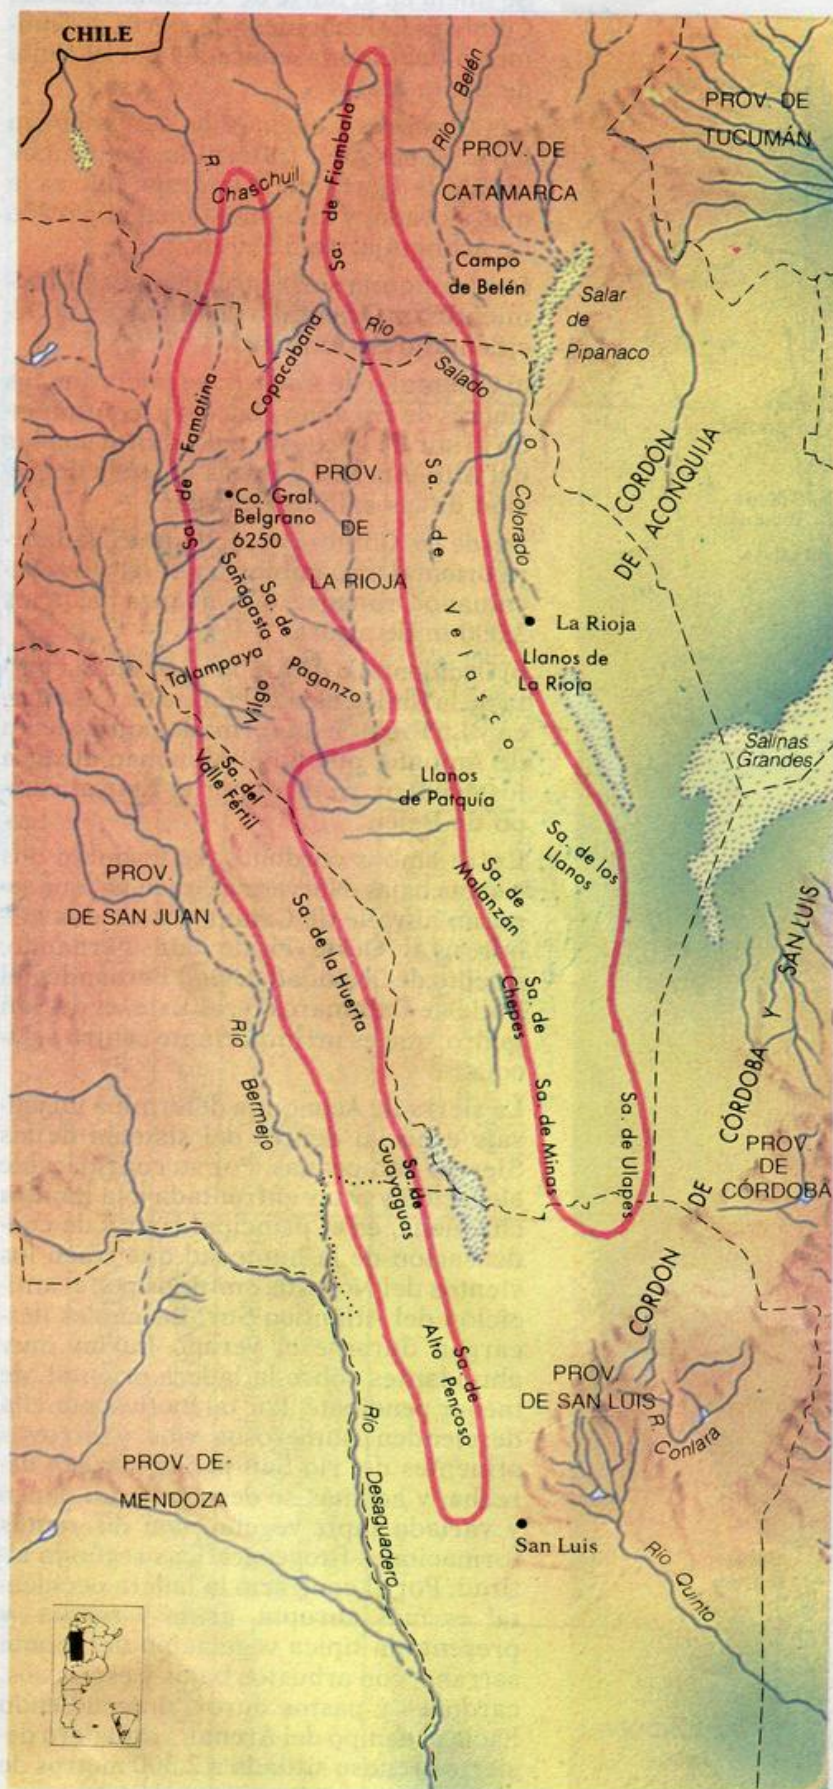 CHILE
Río Belén
PROV. DE
TUCUMÁN
PROV. DE
CATAMARCA
R. Chaschuil
Sa. de Fiambala
Campo
de Belén
Salar
de
Pipanaco
Río
Salado
O
Colorado
Copacabana
Sa. de Famatina
Co. Gral.
Belgrano
6250
PROV.
DE
LA RIOJA
Sa. de Velasco
CORDÓN
DE ACONQUIJA
Sa. de
Sañagasta
La Rioja
Llanos de
La Rioja
Talampaya
Vilgo
Paganzo
Salinas
Grandes
Sa. del
Valle Fértil
Llanos
de Patquía
Sa. de los
Llanos
Sa. de
Malanzán
PROV.
DE SAN JUAN
Sa. de la Huerta
Sa. de
Chepes
Río Bermejo
Sa. de Minas
Sa. de Ulapes
CORDÓN DE CÓRDOBA Y SAN LUIS
PROV.
DE
CÓRDOBA
Sa. de
Guayaguas
Sa. de
Alto Pencoso
PROV.
DE SAN LUIS
R. Conlara
PROV. DE-
MENDOZA
Río Desaguadero
San Luis
Río Quinto